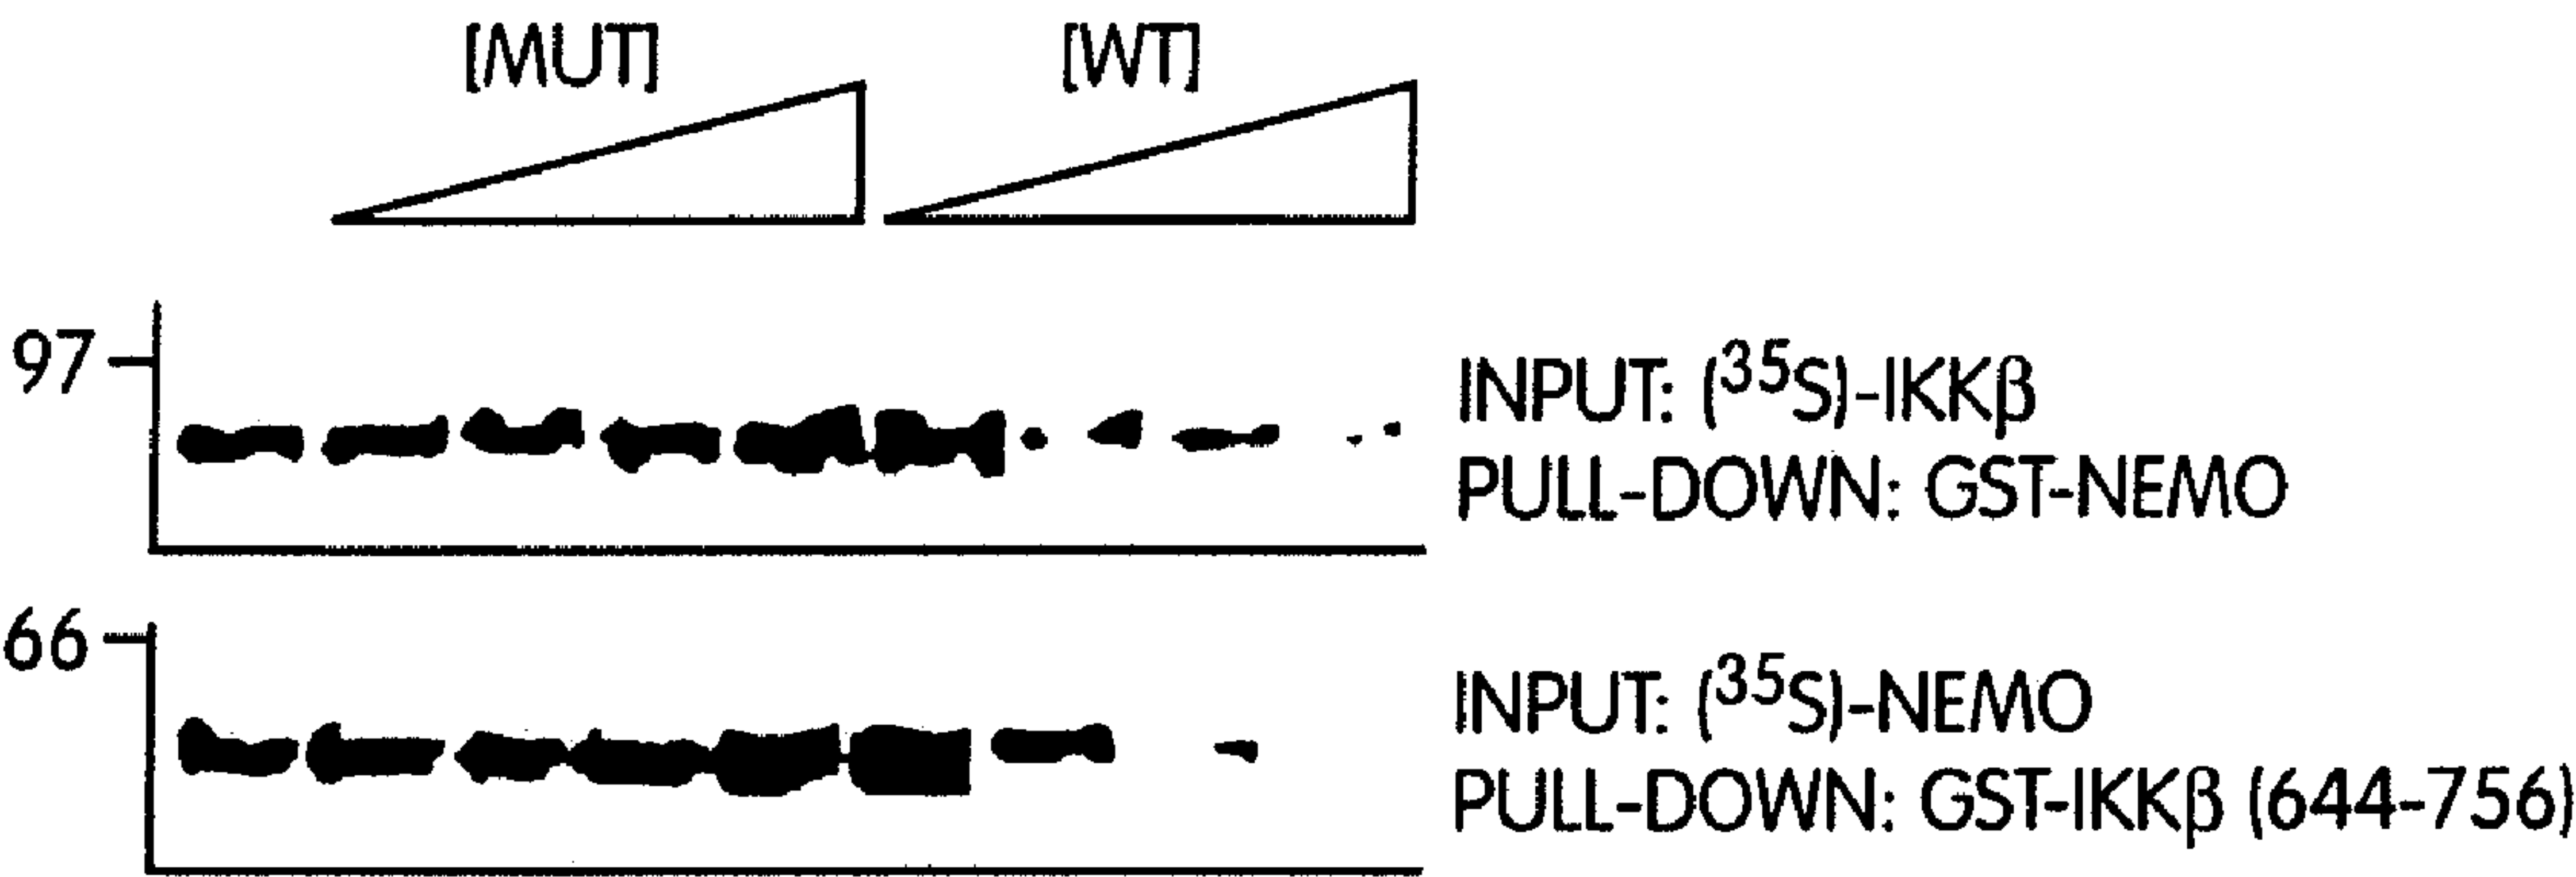 [MUT] [WT]
97
INPUT: (³⁵S)-IKKβ
PULL-DOWN: GST-NEMO
66
INPUT: (³⁵S)-NEMO
PULL-DOWN: GST-IKKβ (644-756)